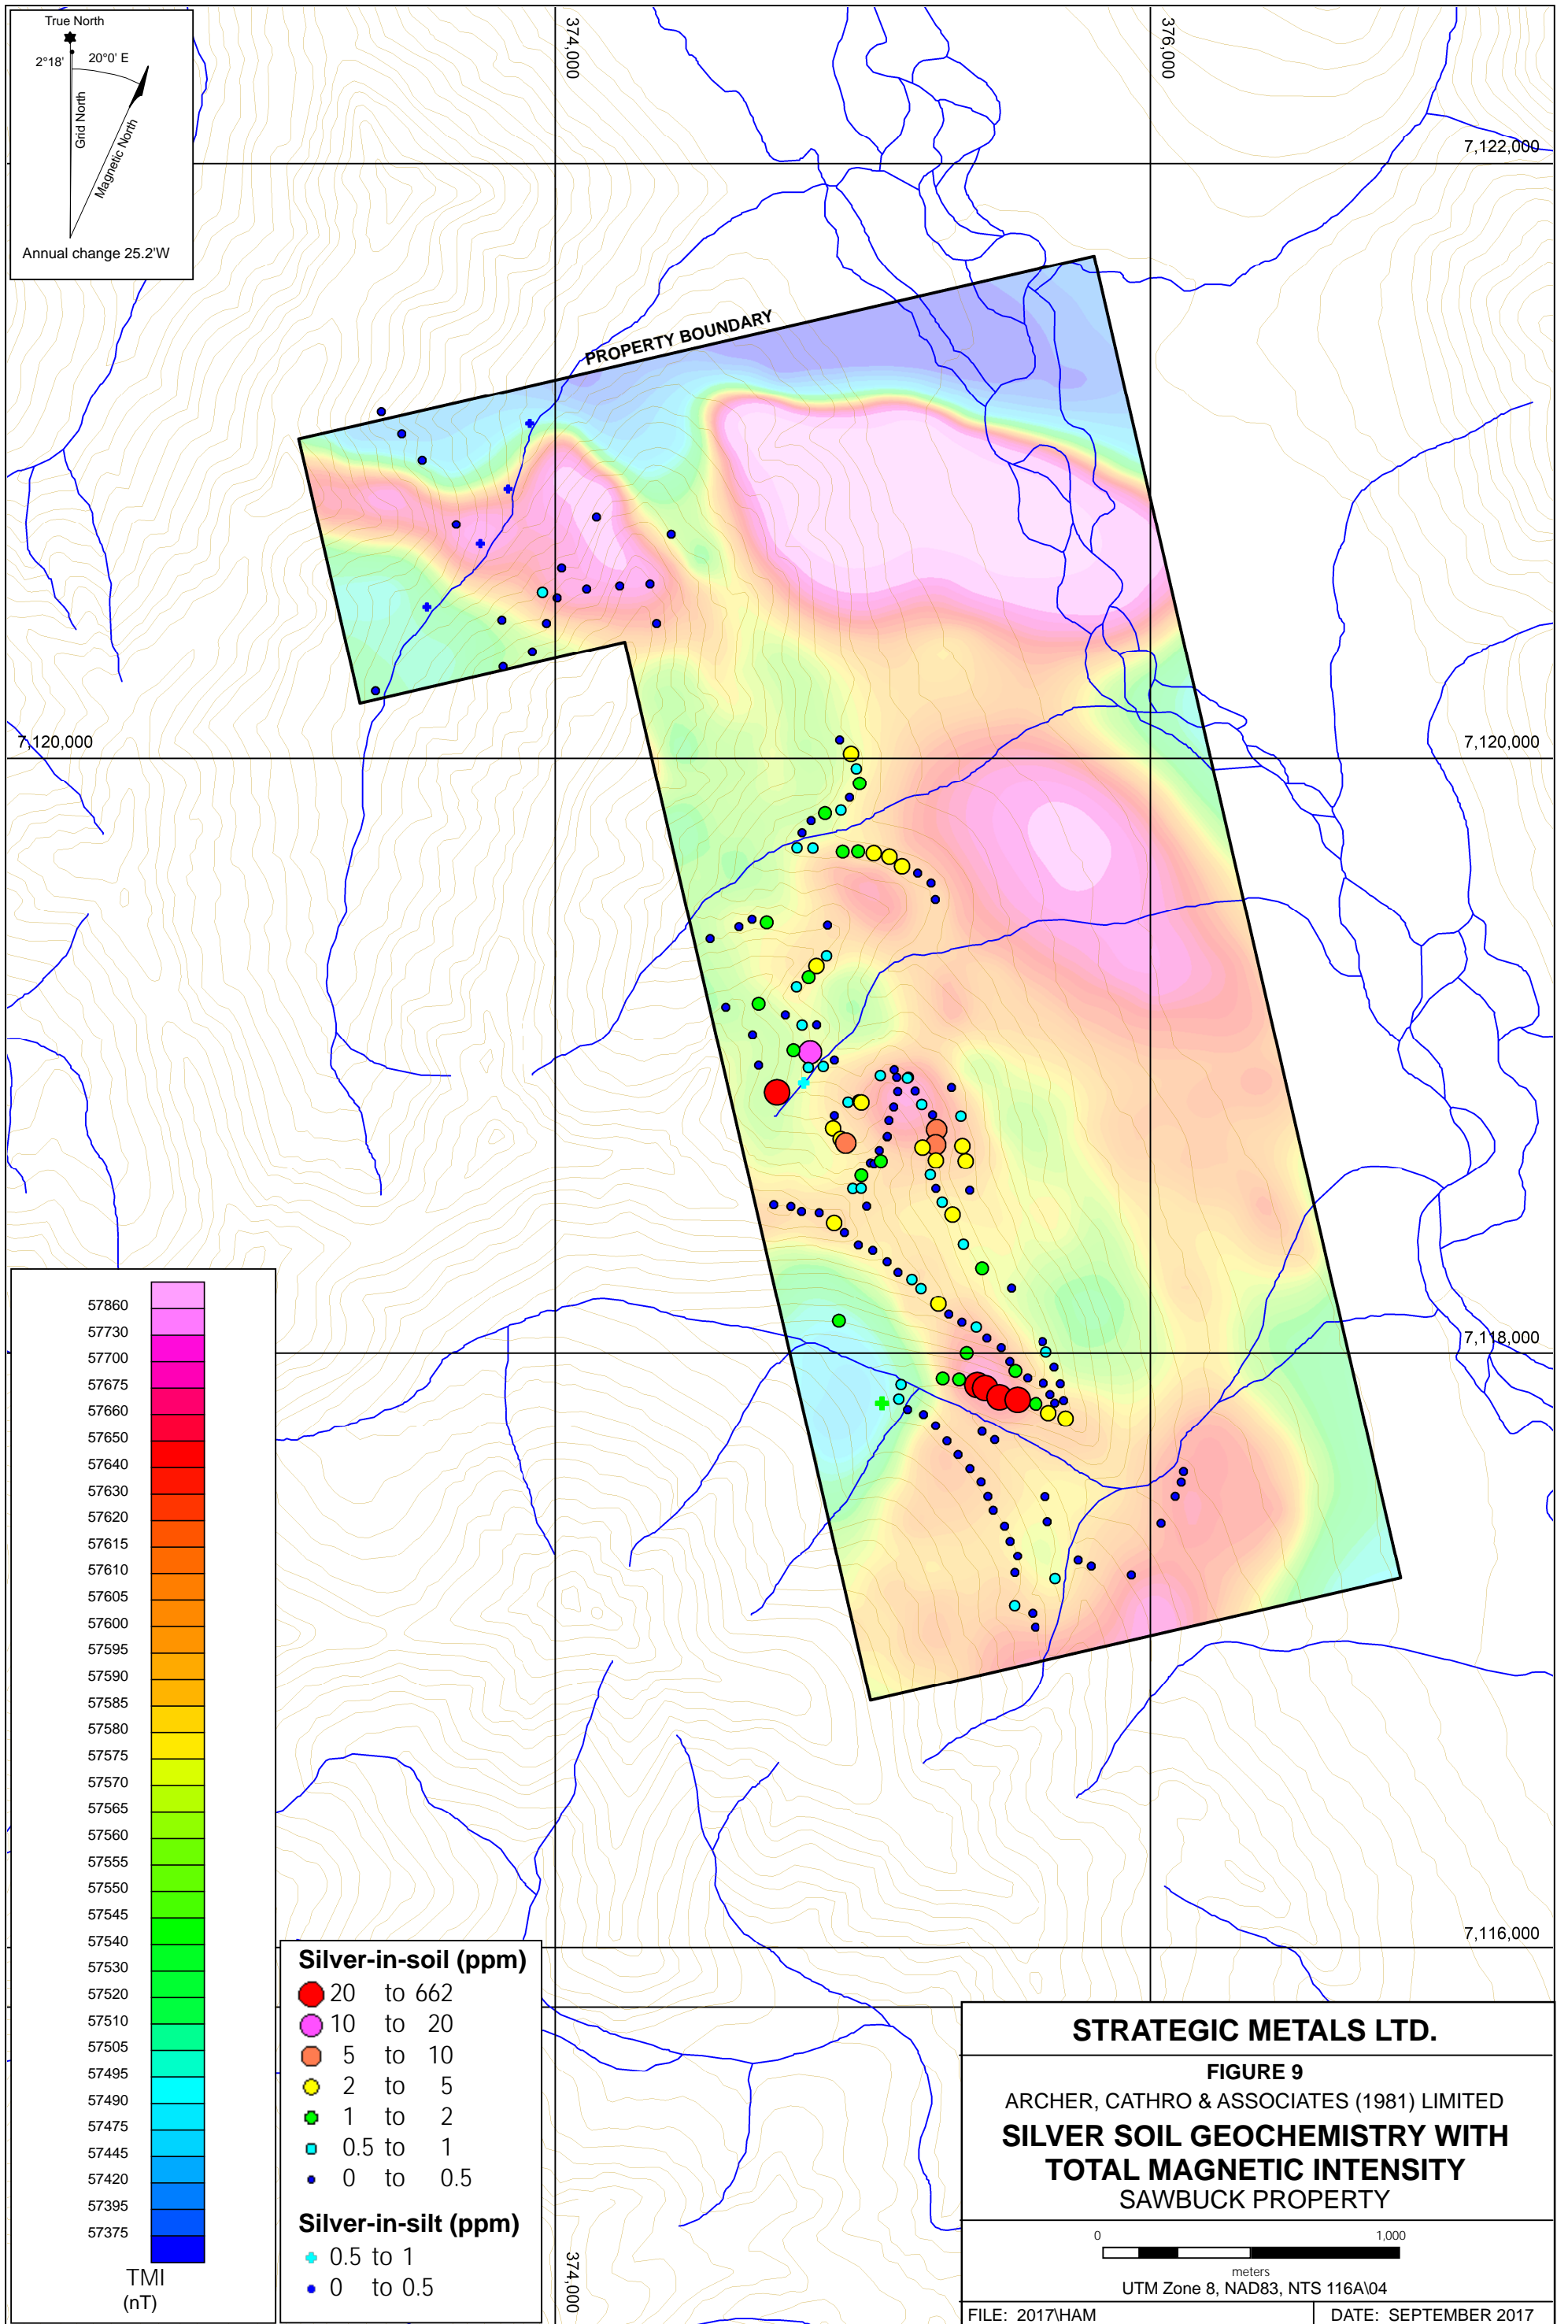 True North
2°18'
20°0' E
Grid North
Magnetic North
Annual change 25.2'W
374,000
376,000
7,122,000
PROPERTY BOUNDARY
7,120,000
7,120,000
7,118,000
7,116,000
374,000
57860
57730
57700
57675
57660
57650
57640
57630
57620
57615
57610
57605
57600
57595
57590
57585
57580
57575
57570
57565
57560
57555
57550
57545
57540
57530
57520
57510
57505
57495
57490
57475
57445
57420
57395
57375
TMI
(nT)
Silver-in-soil (ppm)
20 to 662
10 to 20
5 to 10
2 to 5
1 to 2
0.5 to 1
0 to 0.5
Silver-in-silt (ppm)
0.5 to 1
0 to 0.5
STRATEGIC METALS LTD.
FIGURE 9
ARCHER, CATHRO & ASSOCIATES (1981) LIMITED
SILVER SOIL GEOCHEMISTRY WITH
TOTAL MAGNETIC INTENSITY
SAWBUCK PROPERTY
0 1,000
meters
UTM Zone 8, NAD83, NTS 116A\04
FILE: 2017\HAM DATE: SEPTEMBER 2017